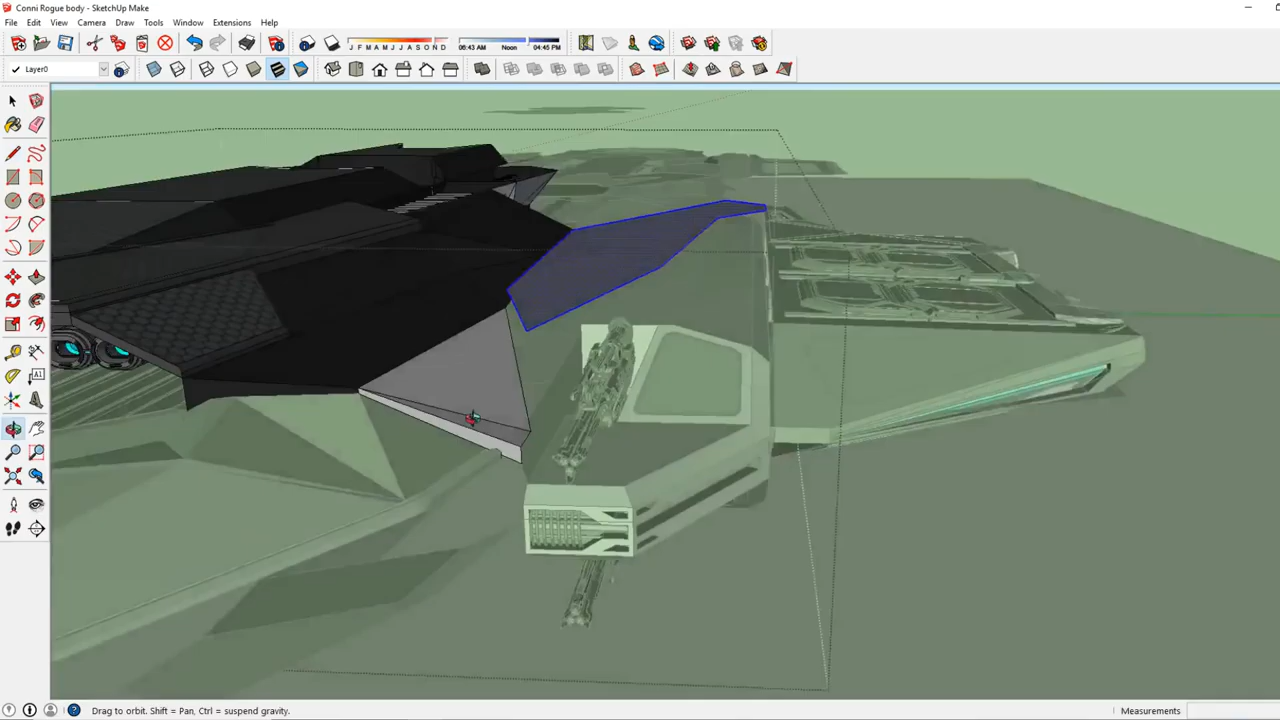 Conni Rogue body - SketchUp Make
File Edit View Camera Draw Tools Window Extensions Help
J F M A M J J A S O N D 06:43 AM Noon 04:45 PM
Layer0
A1
Drag to orbit. Shift = Pan, Ctrl = suspend gravity.
Measurements